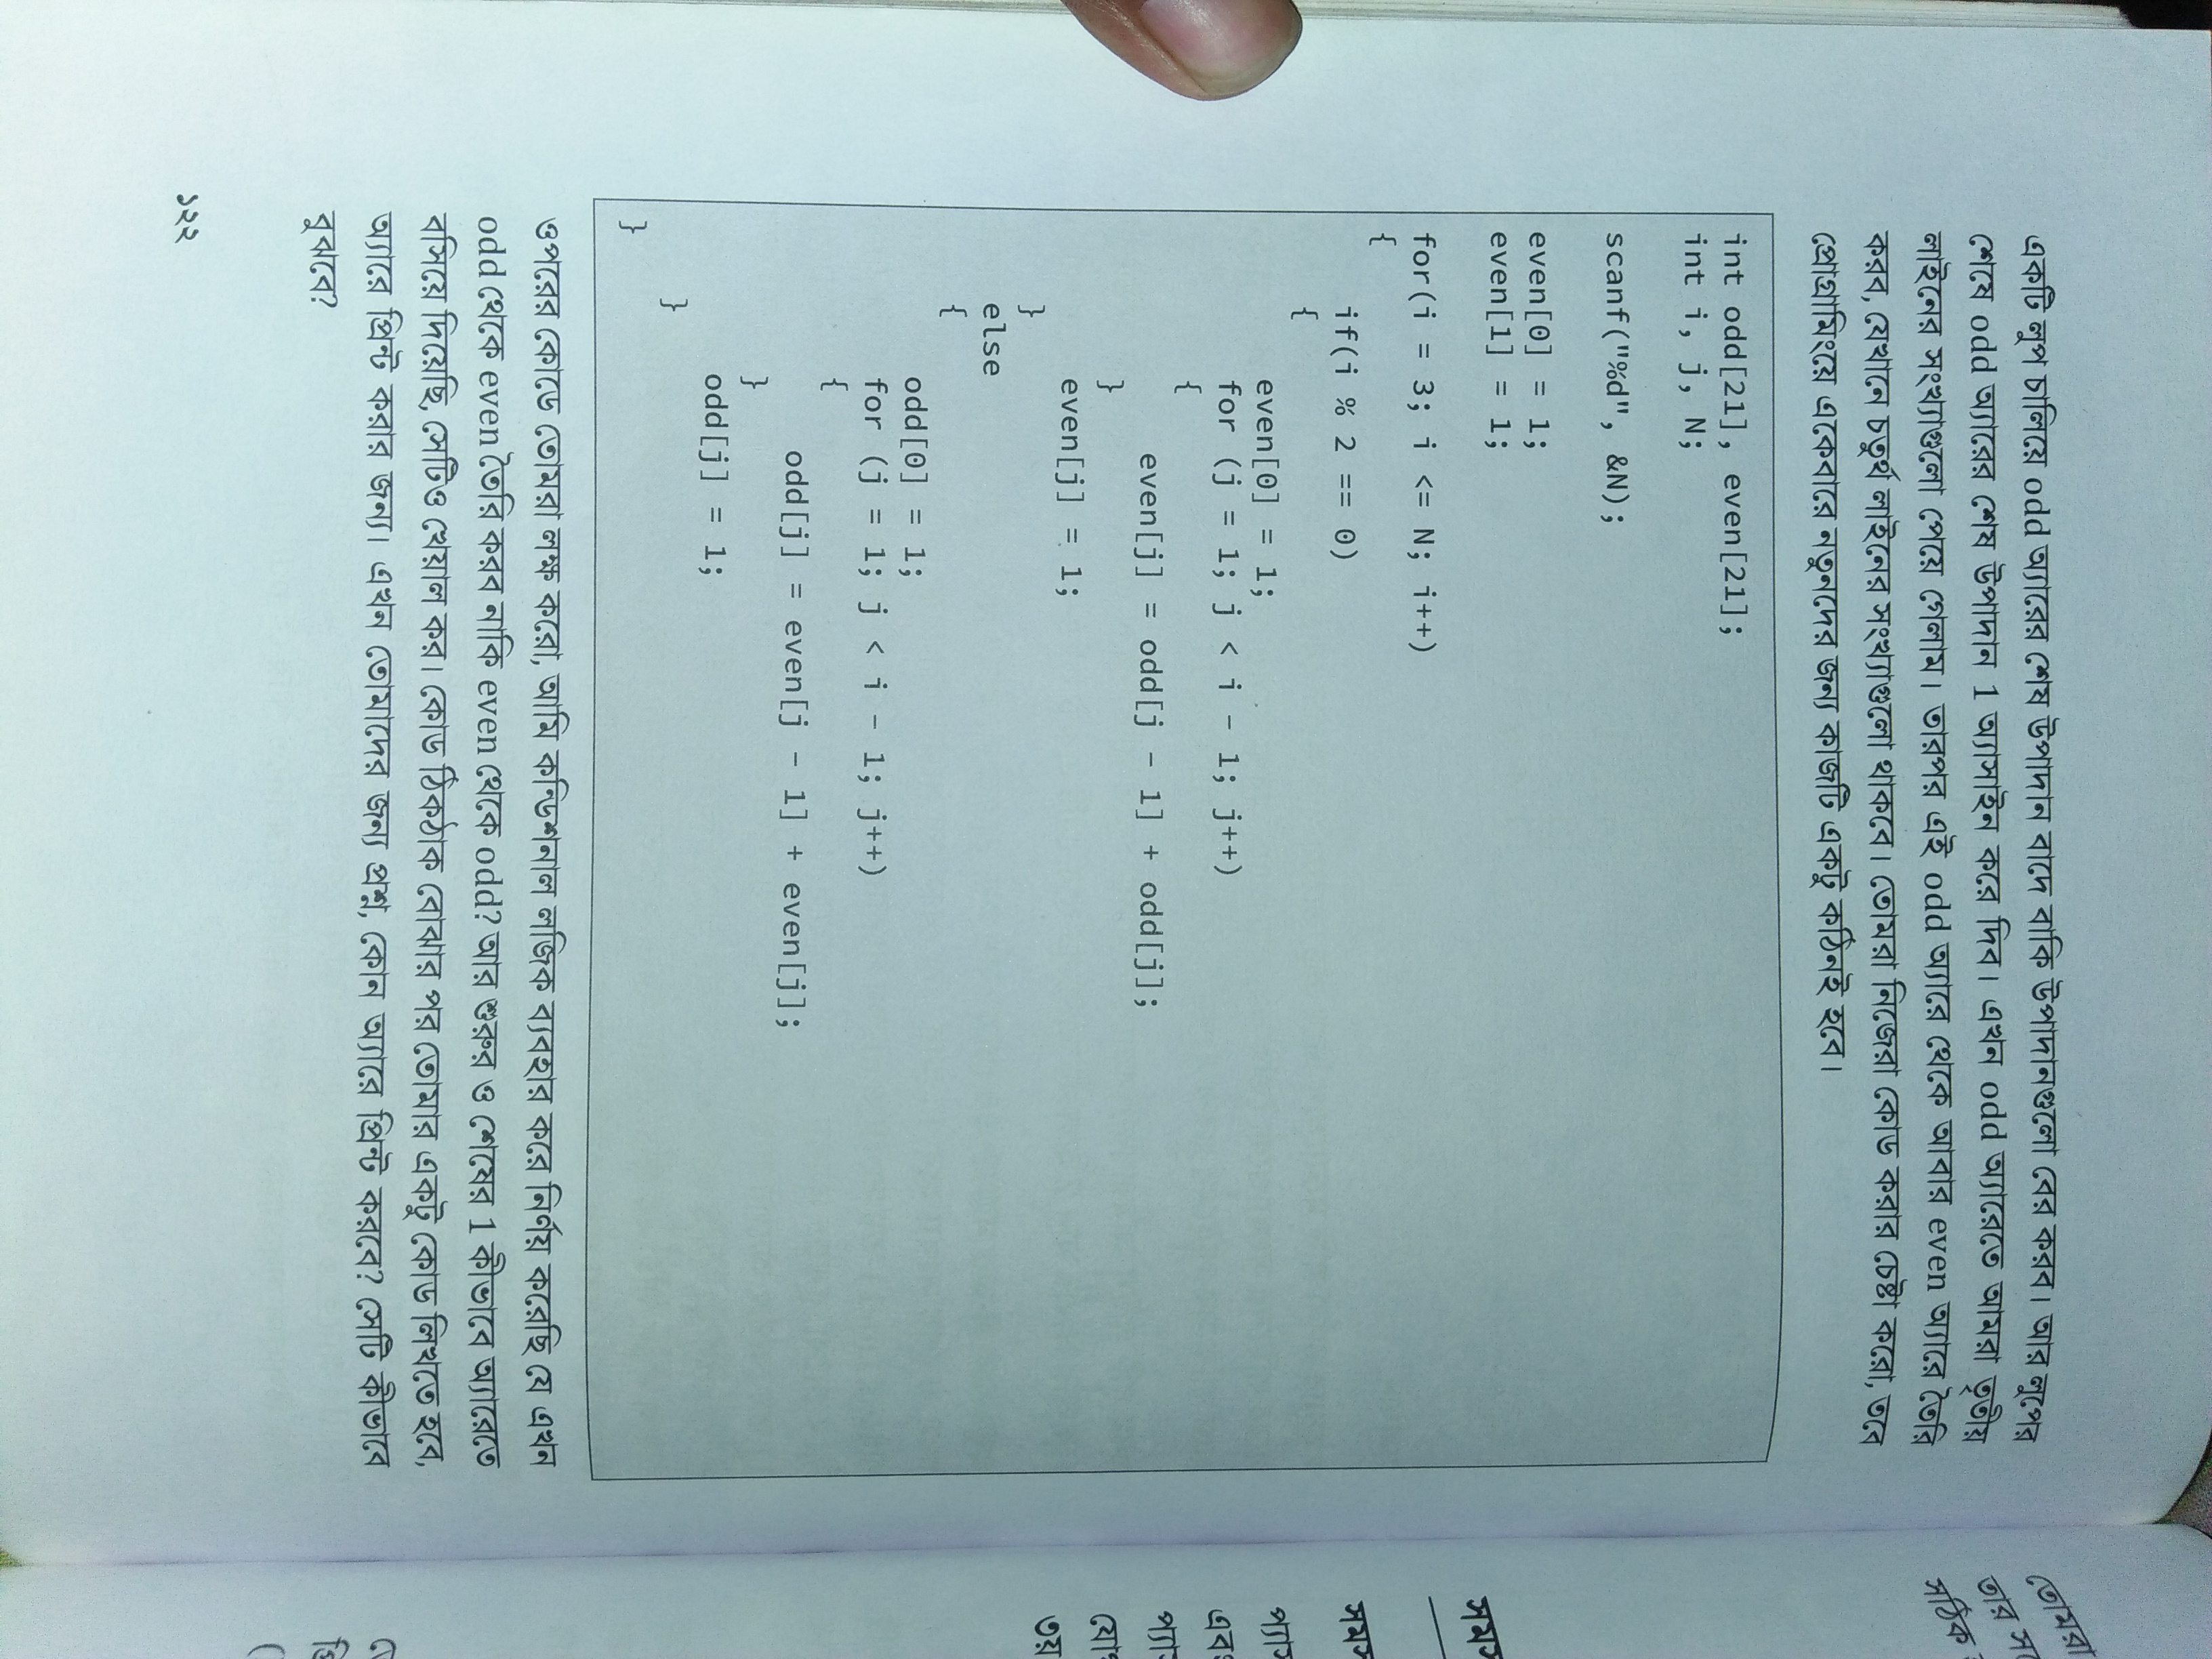 একটি লুপ চালিয়ে odd অ্যারের শেষ উপাদান বাদে বাকি উপাদানগুলো বের করব। আর লুপের
শেষে odd অ্যারের শেষ উপাদান 1 অ্যাসাইন করে দিব। এখন odd অ্যারেতে আমরা তৃতীয়
লাইনের সংখ্যাগুলো পেয়ে গেলাম। তারপর এই odd অ্যারে থেকে আবার even অ্যারে তৈরি
করব, যেখানে চতুর্থ লাইনের সংখ্যাগুলো থাকবে। তোমরা নিজেরা কোড করার চেষ্টা করো, তবে
প্রোগ্রামিংয়ে একেবারে নতুনদের জন্য কাজটি একটু কঠিনই হবে।
int odd[21], even[21];
int i, j, N;
scanf("%d", &N);
even[0] = 1;
even[1] = 1;
for(i = 3; i <= N; i++)
{
if(i % 2 == 0)
{
even[0] = 1;
for (j = 1; j < i - 1; j++)
{
even[j] = odd[j - 1] + odd[j];
}
even[j] = 1;
}
else
{
odd[0] = 1;
for (j = 1; j < i - 1; j++)
{
odd[j] = even[j - 1] + even[j];
}
odd[j] = 1;
}
}
ওপরের কোডে তোমরা লক্ষ করো, আমি কন্ডিশনাল লজিক ব্যবহার করে নির্ণয় করেছি যে এখন
odd থেকে even তৈরি করব নাকি even থেকে odd? আর শুরুর ও শেষের 1 কীভাবে অ্যারেতে
বসিয়ে দিয়েছি, সেটিও খেয়াল কর। কোড ঠিকঠাক বোঝার পর তোমার একটু কোড লিখতে হবে,
অ্যারে প্রিন্ট করার জন্য। এখন তোমাদের জন্য প্রশ্ন, কোন অ্যারে প্রিন্ট করবে? সেটি কীভাবে
বুঝবে?
১২২
তোমরা
তার
সঠিক